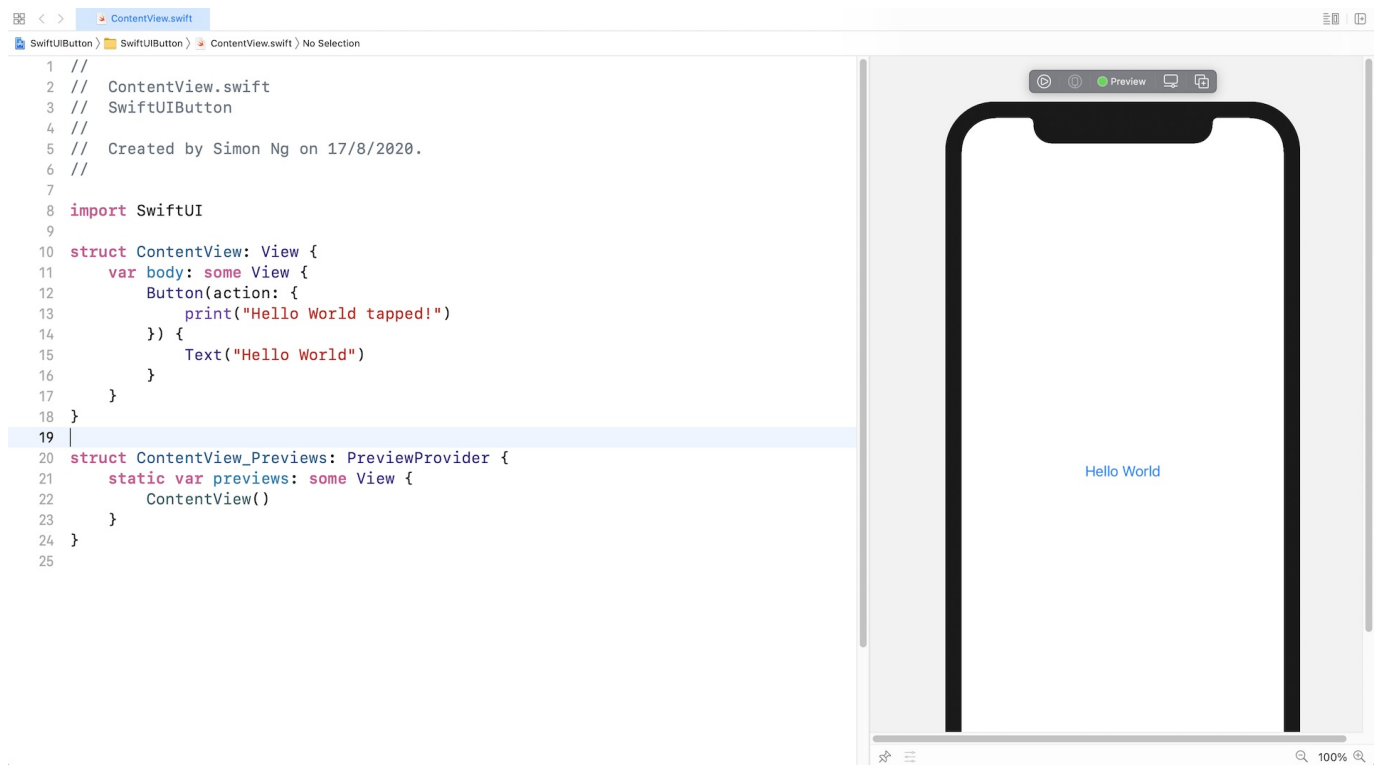 ContentView.swift
SwiftUIButton 〉 SwiftUIButton 〉 ContentView.swift 〉 No Selection
1 //
2 //  ContentView.swift
3 //  SwiftUIButton
4 //
5 //  Created by Simon Ng on 17/8/2020.
6 //
7
8 import SwiftUI
9
10 struct ContentView: View {
11     var body: some View {
12         Button(action: {
13             print("Hello World tapped!")
14         }) {
15             Text("Hello World")
16         }
17     }
18 }
19
20 struct ContentView_Previews: PreviewProvider {
21     static var previews: some View {
22         ContentView()
23     }
24 }
25
Preview
Hello World
100%